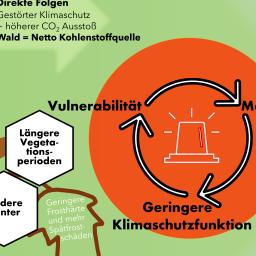 Direkte Folgen
Gestörter Klimaschutz
höherer CO₂ Ausstoß
Wald = Netto Kohlenstoffquelle
Vulnerabilität
Längere
Vegeta-
tions-
perioden
Geringere
Klimaschutzfunktion
Geringere
Frosthärte
und mehr
Spätfrost-
schäden